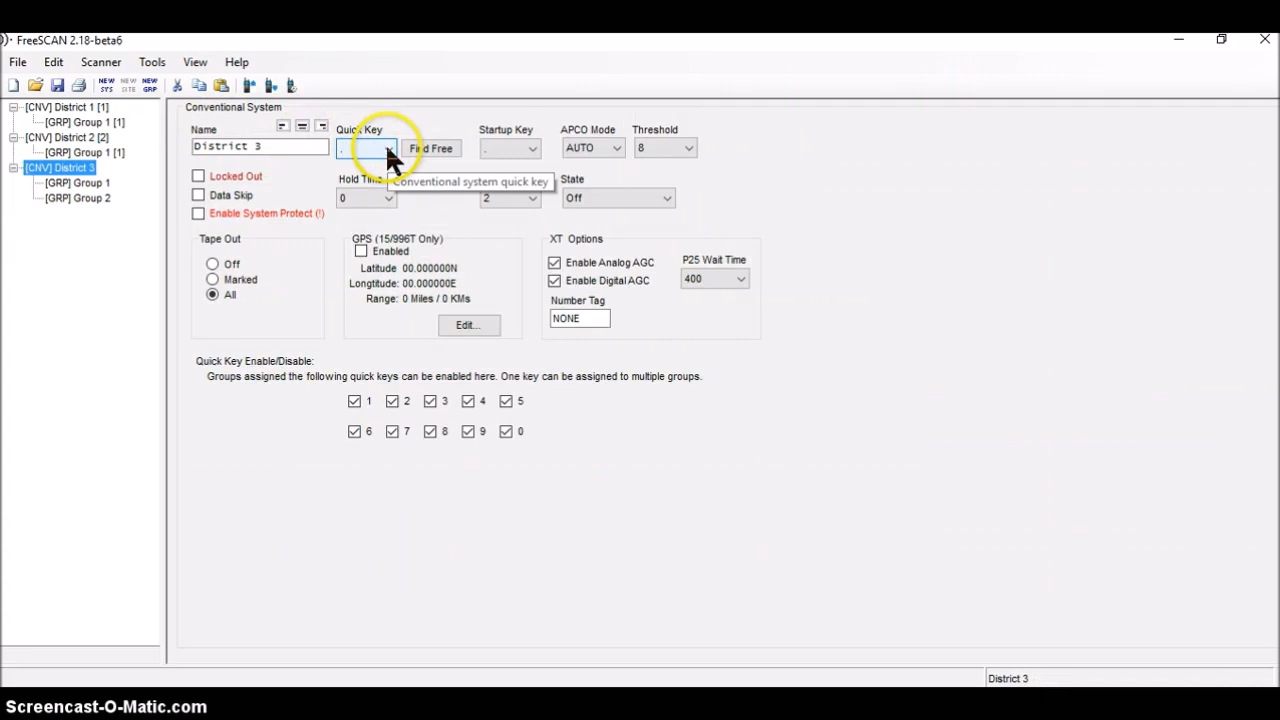 FreeSCAN 2.18-beta6
File Edit Scanner Tools View Help
NEW SYS NEW SITE NEW GRP
[CNV] District 1 [1]
[GRP] Group 1 [1]
[CNV] District 2 [2]
[GRP] Group 1 [1]
[CNV] District 3
[GRP] Group 1
[GRP] Group 2
Conventional System
Name Quick Key Startup Key APCO Mode Threshold
District 3 . Find Free . AUTO 8
Conventional system quick key
Locked Out Hold Time State
Data Skip 0 2 Off
Enable System Protect (!)
Tape Out
Off
Marked
All
GPS (15/996T Only)
Enabled
Latitude 00.000000N
Longtitude 00.000000E
Range: 0 Miles / 0 KMs
Edit...
XT Options
Enable Analog AGC P25 Wait Time
Enable Digital AGC 400
Number Tag
NONE
Quick Key Enable/Disable:
Groups assigned the following quick keys can be enabled here. One key can be assigned to multiple groups.
1 2 3 4 5
6 7 8 9 0
District 3
Screencast-O-Matic.com